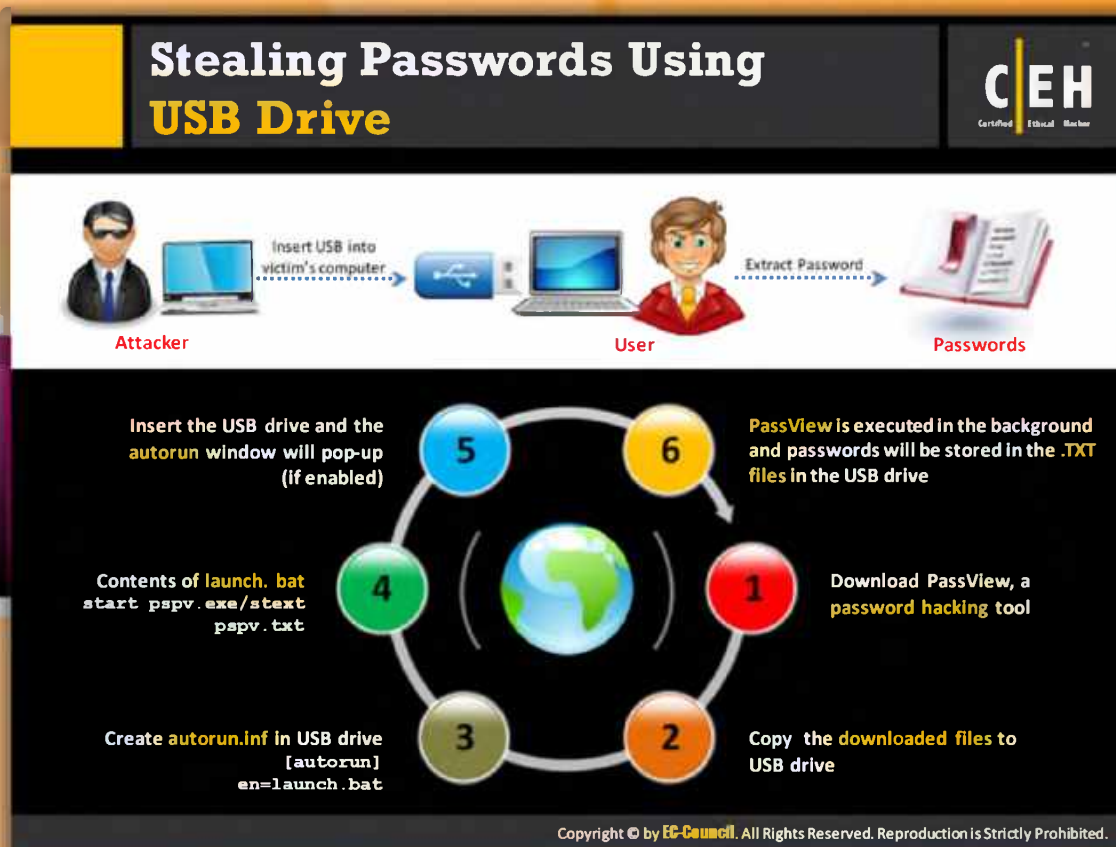 Stealing Passwords Using
USB Drive
C|EH
Certified Ethical Hacker
Insert USB into
victim's computer
Extract Password
Attacker
User
Passwords
Insert the USB drive and the
autorun window will pop-up
(if enabled)
5
6
PassView is executed in the background
and passwords will be stored in the .TXT
files in the USB drive
Contents of launch. bat
start pspv.exe/stext
pspv.txt
4
1
Download PassView, a
password hacking tool
Create autorun.inf in USB drive
[autorun]
en=launch.bat
3
2
Copy the downloaded files to
USB drive
Copyright © by EC-Council. All Rights Reserved. Reproduction is Strictly Prohibited.